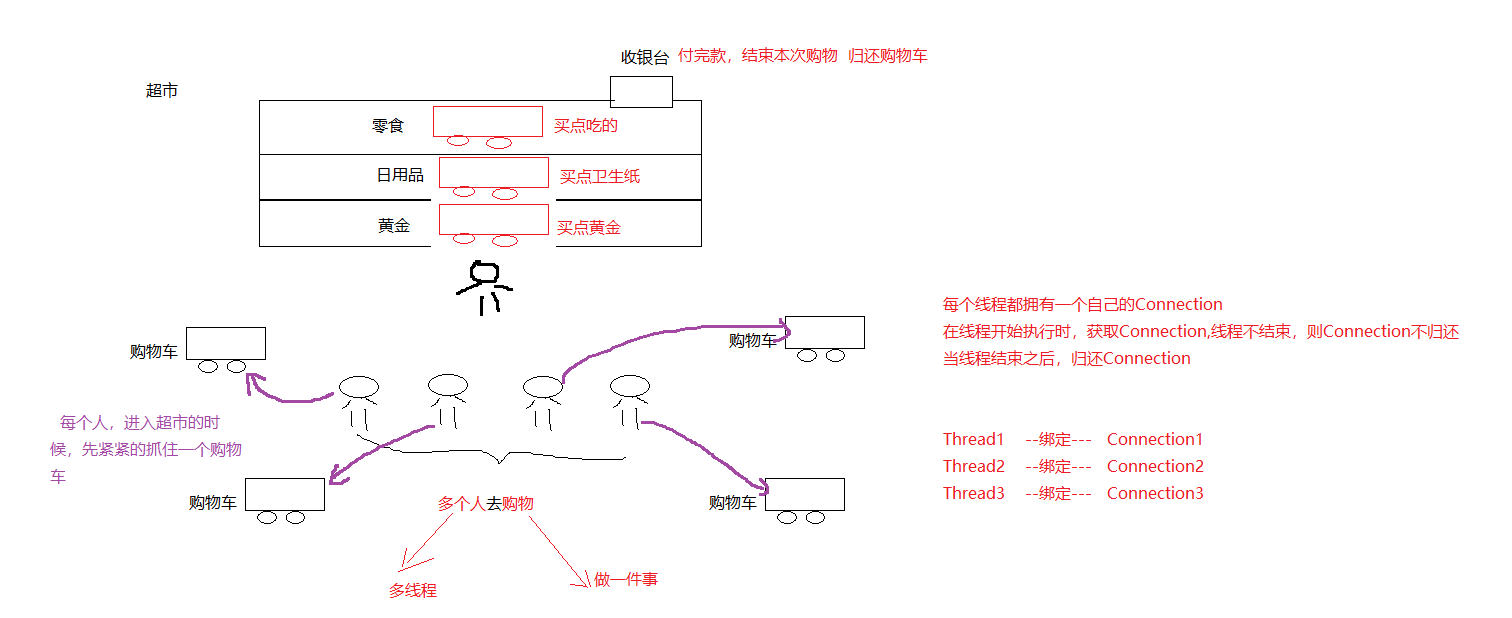 收银台 付完款，结束本次购物 归还购物车
超市
零食 买点吃的
日用品 买点卫生纸
黄金 买点黄金
每个线程都拥有一个自己的Connection
在线程开始执行时，获取Connection,线程不结束，则Connection不归还
当线程结束之后，归还Connection
购物车
购物车
每个人，进入超市的时
候，先紧紧的抓住一个购物
车
Thread1 --绑定--- Connection1
Thread2 --绑定--- Connection2
Thread3 --绑定--- Connection3
购物车
多个人去购物
购物车
多线程
做一件事